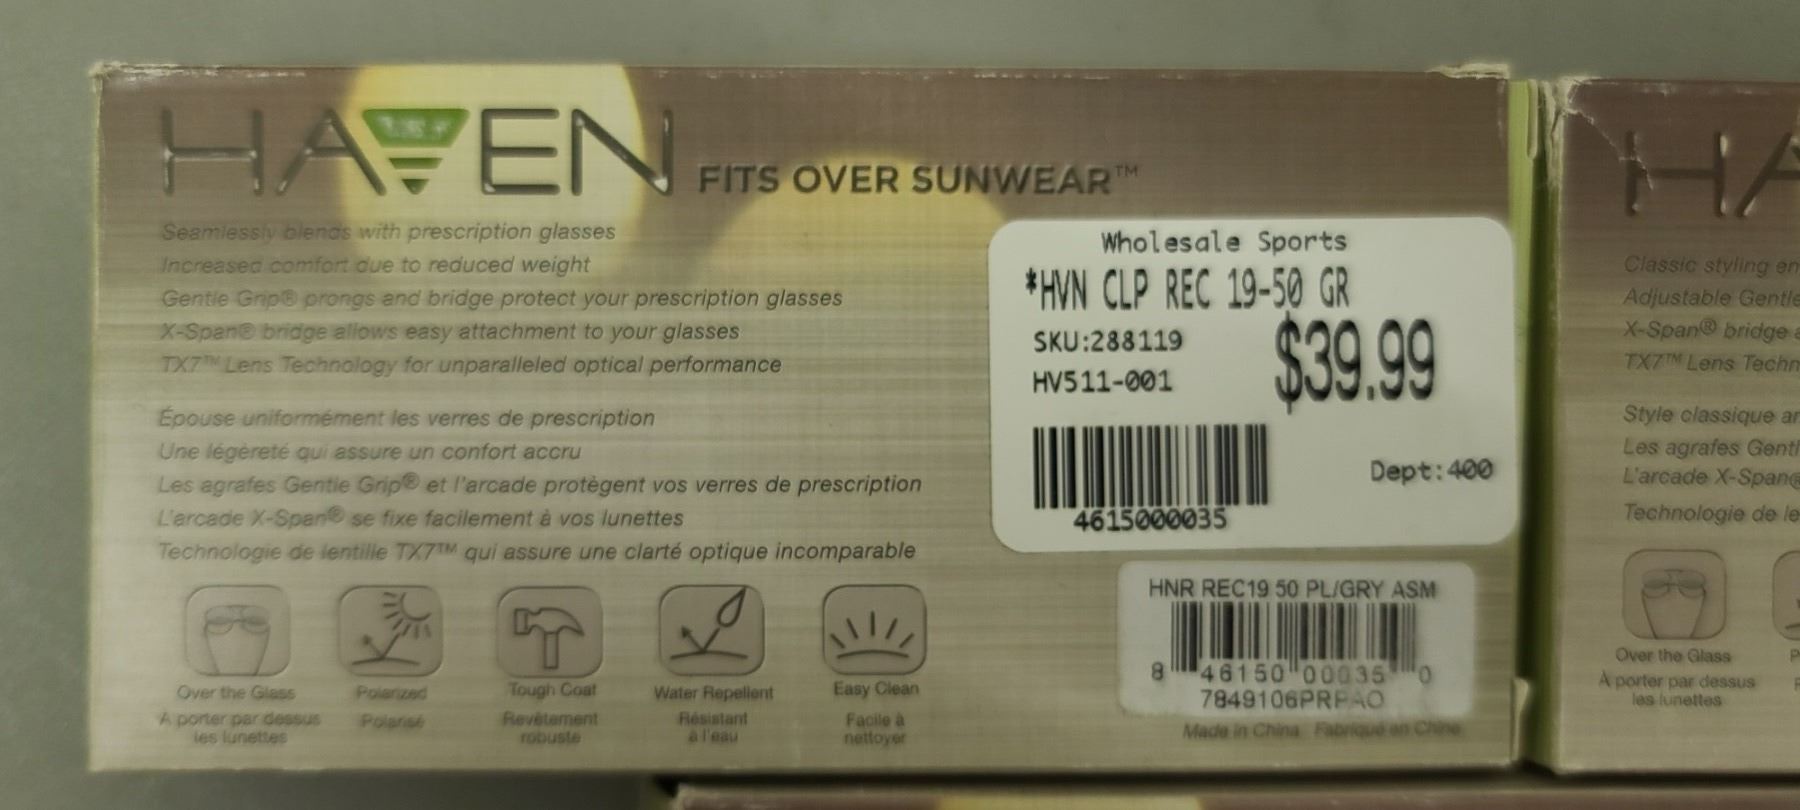 HAVEN FITS OVER SUNWEAR™
Seamlessly blends with prescription glasses
Increased comfort due to reduced weight
Gentle Grip® prongs and bridge protect your prescription glasses
X-Span® bridge allows easy attachment to your glasses
TX7™ Lens Technology for unparalleled optical performance
Épouse uniformément les verres de prescription
Une légèreté qui assure un confort accru
Les agrafes Gentle Grip® et l'arcade protègent vos verres de prescription
L'arcade X-Span® se fixe facilement à vos lunettes
Technologie de lentille TX7™ qui assure une clarté optique incomparable
Over the Glass
À porter par dessus
les lunettes
Polarized
Polarisé
Tough Coat
Revêtement
robuste
Water Repellent
Résistant
à l'eau
Easy Clean
Facile à
nettoyer
Wholesale Sports
*HVN CLP REC 19-50 GR
SKU:288119
$39.99
HV511-001
Dept:400
4615000035
HNR REC19 50 PL/GRY ASM
8 46150 00035 0
7849106PRPAO
Made in China Fabriqué en Chine
HA
Classic styling
Adjustable Gentle
X-Span® bridge
TX7™ Lens
Style classique
Les agrafes
L'arcade X-Span®
Technologie de
Over the Glass
À porter par dessus
les lunettes